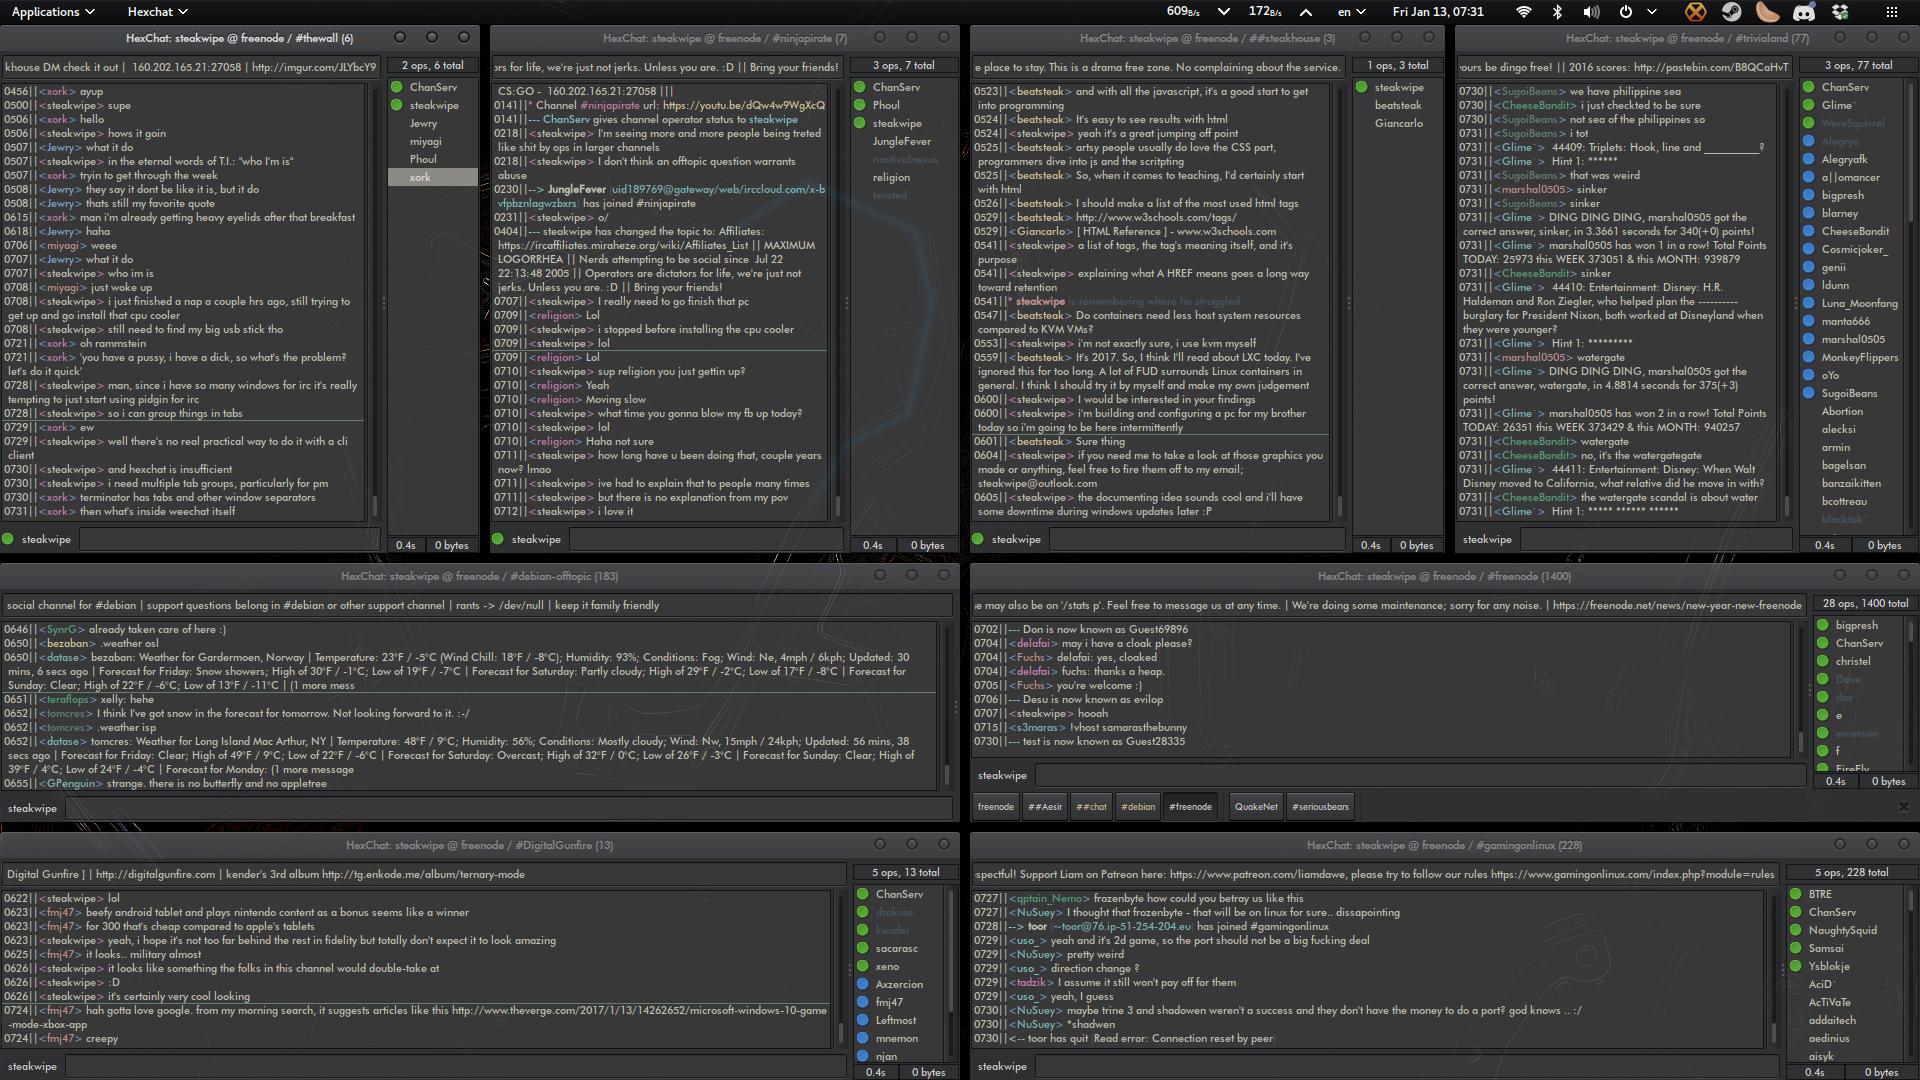 Applications
Hexchat
609B/s
172B/s
en
Fri Jan 13, 07:31
HexChat: steakwipe @ freenode / #thewall (6)
khouse DM check it out | 160.202.165.21:27058 | http://imgur.com/JLYbcY9
2 ops, 6 total
0456||<xork> ayup
0500||<steakwipe> supe
0506||<xork> hello
0506||<steakwipe> hows it goin
0507||<Jewry> what it do
0507||<steakwipe> in the eternal words of T.I.: "who I'm is"
0507||<xork> tryin to get through the week
0508||<Jewry> they say it dont be like it is, but it do
0508||<Jewry> thats still my favorite quote
0615||<xork> man i'm already getting heavy eyelids after that breakfast
0618||<Jewry> haha
0706||<miyagi> weee
0707||<Jewry> what it do
0707||<steakwipe> who im is
0708||<miyagi> just woke up
0708||<steakwipe> i just finished a nap a couple hrs ago, still trying to
get up and go install that cpu cooler
0708||<steakwipe> still need to find my big usb stick tho
0721||<xork> oh rammstein
0721||<xork> 'you have a pussy, i have a dick, so what's the problem?
let's do it quick'
0728||<steakwipe> man, since i have so many windows for irc it's really
tempting to just start using pidgin for irc
0728||<steakwipe> so i can group things in tabs
0729||<xork> ew
0729||<steakwipe> well there's no real practical way to do it with a cli
client
0730||<steakwipe> and hexchat is insufficient
0730||<steakwipe> i need multiple tab groups, particularly for pm
0730||<xork> terminator has tabs and other window separators
0731||<xork> then what's inside weechat itself
ChanServ
steakwipe
Jewry
miyagi
Phoul
xork
steakwipe
0.4s
0 bytes
HexChat: steakwipe @ freenode / #ninjapirate (7)
ors for life, we're just not jerks. Unless you are. :D || Bring your friends!
3 ops, 7 total
CS:GO - 160.202.165.21:27058 |||
0141||* Channel #ninjapirate url: https://youtu.be/dQw4w9WgXcQ
0141||--- ChanServ gives channel operator status to steakwipe
0218||<steakwipe> I'm seeing more and more people being treted
like shit by ops in larger channels
0218||<steakwipe> I don't think an offtopic question warrants
abuse
0230||--> JungleFever (uid189769@gateway/web/irccloud.com/x-b
vfpbznlagwzbxrs) has joined #ninjapirate
0231||<steakwipe> o/
0404||--- steakwipe has changed the topic to: Affiliates:
https://ircaffiliates.miraheze.org/wiki/Affiliates_List || MAXIMUM
LOGORRHEA || Nerds attempting to be social since Jul 22
22:13:48 2005 || Operators are dictators for life, we're just not
jerks. Unless you are. :D || Bring your friends!
0707||<steakwipe> I really need to go finish that pc
0709||<religion> Lol
0709||<steakwipe> i stopped before installing the cpu cooler
0709||<steakwipe> lol
0709||<religion> Lol
0710||<steakwipe> sup religion you just gettin up?
0710||<religion> Yeah
0710||<religion> Moving slow
0710||<steakwipe> what time you gonna blow my fb up today?
0710||<steakwipe> lol
0710||<religion> Haha not sure
0711||<steakwipe> how long have u been doing that, couple years
now? lmao
0711||<steakwipe> ive had to explain that to people many times
0711||<steakwipe> but there is no explanation from my pov
0712||<steakwipe> i love it
ChanServ
Phoul
steakwipe
JungleFever
nauticalnexus
religion
twisted`
steakwipe
0.4s
0 bytes
HexChat: steakwipe @ freenode / ##steakhouse (3)
e place to stay. This is a drama free zone. No complaining about the service.
1 ops, 3 total
0523||<beatsteak> and with all the javascript, it's a good start to get
into programming
0524||<beatsteak> It's easy to see results with html
0524||<steakwipe> yeah it's a great jumping off point
0525||<beatsteak> artsy people usually do love the CSS part,
programmers dive into js and the scritpting
0525||<beatsteak> So, when it comes to teaching, I'd certainly start
with html
0526||<beatsteak> I should make a list of the most used html tags
0529||<beatsteak> http://www.w3schools.com/tags/
0529||<Giancarlo> [ HTML Reference ] - www.w3schools.com
0541||<steakwipe> a list of tags, the tag's meaning itself, and it's
purpose
0541||<steakwipe> explaining what A HREF means goes a long way
toward retention
0541||* steakwipe is remembering where he struggled
0547||<beatsteak> Do containers need less host system resources
compared to KVM VMs?
0553||<steakwipe> i'm not exactly sure, i use kvm myself
0559||<beatsteak> It's 2017. So, I think I'll read about LXC today. I've
ignored this for too long. A lot of FUD surrounds Linux containers in
general. I think I should try it by myself and make my own judgement
0600||<steakwipe> I would be interested in your findings
0600||<steakwipe> i'm building and configuring a pc for my brother
today so i'm going to be here intermittently
0601||<beatsteak> Sure thing
0604||<steakwipe> if you need me to take a look at those graphics you
made or anything, feel free to fire them off to my email;
steakwipe@outlook.com
0605||<steakwipe> the documenting idea sounds cool and i'll have
some downtime during windows updates later :P
steakwipe
beatsteak
Giancarlo
steakwipe
0.4s
0 bytes
HexChat: steakwipe @ freenode / #trivialand (77)
yours be dingo free! || 2016 scores: http://pastebin.com/B8QCaHvT
3 ops, 77 total
0730||<SugoiBeans> we have philippine sea
0730||<CheeseBandit> i just checkted to be sure
0730||<SugoiBeans> not sea of the philippines so
0731||<SugoiBeans> i tot
0731||<Glime`> 44409: Triplets: Hook, line and __________?
0731||<Glime`> Hint 1: ******
0731||<SugoiBeans> that was weird
0731||<marshal0505> sinker
0731||<SugoiBeans> sinker
0731||<Glime`> DING DING DING, marshal0505 got the
correct answer, sinker, in 3.3661 seconds for 340(+0) points!
0731||<Glime`> marshal0505 has won 1 in a row! Total Points
TODAY: 25973 this WEEK 373051 & this MONTH: 939879
0731||<CheeseBandit> sinker
0731||<Glime`> 44410: Entertainment: Disney: H.R.
Haldeman and Ron Ziegler, who helped plan the ----------
burglary for President Nixon, both worked at Disneyland when
they were younger?
0731||<Glime`> Hint 1: *********
0731||<marshal0505> watergate
0731||<Glime`> DING DING DING, marshal0505 got the
correct answer, watergate, in 4.8814 seconds for 375(+3)
points!
0731||<Glime`> marshal0505 has won 2 in a row! Total Points
TODAY: 26351 this WEEK 373429 & this MONTH: 940257
0731||<CheeseBandit> watergate
0731||<CheeseBandit> no, it's the watergategate
0731||<Glime`> 44411: Entertainment: Disney: When Walt
Disney moved to California, what relative did he move in with?
0731||<CheeseBandit> the watergate scandal is about water
0731||<Glime`> Hint 1: ***** ****** ******
ChanServ
Glime`
WereSquirrel
Alegrya
Alegryafk
a||omancer
bigpresh
blarney
CheeseBandit
Cosmicjoker_
genii
ldunn
Luna_Moonfang
manta666
marshal0505
MonkeyFlippers
oYo
SugoiBeans
Abortion
alecksi
armin
bagelsan
banzaikitten
bcottreau
blacktok`
steakwipe
0.4s
0 bytes
HexChat: steakwipe @ freenode / #debian-offtopic (183)
social channel for #debian | support questions belong in #debian or other support channel | rants -> /dev/null | keep it family friendly
0646||<SynrG> already taken care of here :)
0650||<bezaban> .weather osl
0650||<datase> bezaban: Weather for Gardermoen, Norway | Temperature: 23°F / -5°C (Wind Chill: 18°F / -8°C); Humidity: 93%; Conditions: Fog; Wind: Ne, 4mph / 6kph; Updated: 30
mins, 6 secs ago | Forecast for Friday: Snow showers; High of 30°F / -1°C; Low of 19°F / -7°C | Forecast for Saturday: Partly cloudy; High of 29°F / -2°C; Low of 17°F / -8°C | Forecast for
Sunday: Clear; High of 22°F / -6°C; Low of 13°F / -11°C | (1 more mess
0651||<teraflops> xelly: hehe
0652||<tomcres> I think I've got snow in the forecast for tomorrow. Not looking forward to it. :-/
0652||<tomcres> .weather isp
0652||<datase> tomcres: Weather for Long Island Mac Arthur, NY | Temperature: 48°F / 9°C; Humidity: 56%; Conditions: Mostly cloudy; Wind: Nw, 15mph / 24kph; Updated: 56 mins, 38
secs ago | Forecast for Friday: Clear; High of 49°F / 9°C; Low of 22°F / -6°C | Forecast for Saturday: Overcast; High of 32°F / 0°C; Low of 26°F / -3°C | Forecast for Sunday: Clear; High of
39°F / 4°C; Low of 24°F / -4°C | Forecast for Monday: (1 more message
0655||<GPenguin> strange. there is no butterfly and no appletree
steakwipe
HexChat: steakwipe @ freenode / #freenode (1400)
e may also be on '/stats p'. Feel free to message us at any time. | We're doing some maintenance; sorry for any noise. | https://freenode.net/news/new-year-new-freenode
28 ops, 1400 total
0702||--- Don is now known as Guest69896
0704||<delafai> may i have a cloak please?
0704||<Fuchs> delafai: yes, cloaked
0704||<delafai> fuchs: thanks a heap.
0705||<Fuchs> you're welcome :)
0706||--- Desu is now known as evilop
0707||<steakwipe> hooah
0715||<s3maras> !vhost samarasthebunny
0730||--- test is now known as Guest28335
bigpresh
ChanServ
christel
Dave
dax
e
emerson
f
FireFly
steakwipe
0.4s
0 bytes
freenode
##Aesir
##chat
#debian
#freenode
QuakeNet
#seriousbears
HexChat: steakwipe @ freenode / #DigitalGunfire (13)
Digital Gunfire ] | http://digitalgunfire.com | kender's 3rd album http://tg.enkode.me/album/ternary-mode
5 ops, 13 total
0622||<steakwipe> lol
0623||<fmj47> beefy android tablet and plays nintendo content as a bonus seems like a winner
0623||<fmj47> for 300 that's cheap compared to apple's tablets
0623||<steakwipe> yeah, i hope it's not too far behind the rest in fidelity but totally don't expect it to look amazing
0625||<fmj47> it looks.. military almost
0626||<steakwipe> it looks like something the folks in this channel would double-take at
0626||<steakwipe> :D
0626||<steakwipe> it's certainly very cool looking
0724||<fmj47> hah gotta love google. from my morning search, it suggests articles like this http://www.theverge.com/2017/1/13/14262652/microsoft-windows-10-game
-mode-xbox-app
0724||<fmj47> creepy
ChanServ
drakino
kender
sacarasc
xeno
Axzercion
fmj47
Leftmost
mnemon
njan
steakwipe
0.4s
0 bytes
HexChat: steakwipe @ freenode / #gamingonlinux (228)
spectful! Support Liam on Patreon here: https://www.patreon.com/liamdawe, please try to follow our rules https://www.gamingonlinux.com/index.php?module=rules
5 ops, 228 total
0727||<qptain_Nemo> frozenbyte how could you betray us like this
0727||<NuSuey> I thought that frozenbyte - that will be on linux for sure.. dissapointing
0728||--> toor (~toor@76.ip-51-254-204.eu) has joined #gamingonlinux
0729||<uso_> yeah and it's 2d game, so the port should not be a big fucking deal
0729||<NuSuey> pretty weird
0729||<uso_> direction change ?
0729||<tadzik> I assume it still won't pay off for them
0729||<uso_> yeah, I guess
0730||<NuSuey> maybe trine 3 and shadowen weren't a success and they don't have the money to do a port? god knows .. :/
0730||<NuSuey> *shadwen
0730||<-- toor has quit (Read error: Connection reset by peer)
BTRE
ChanServ
NaughtySquid
Samsai
Ysblokje
AciD`
AcTiVaTe
addaitech
aedinius
aisyk
steakwipe
0.4s
0 bytes